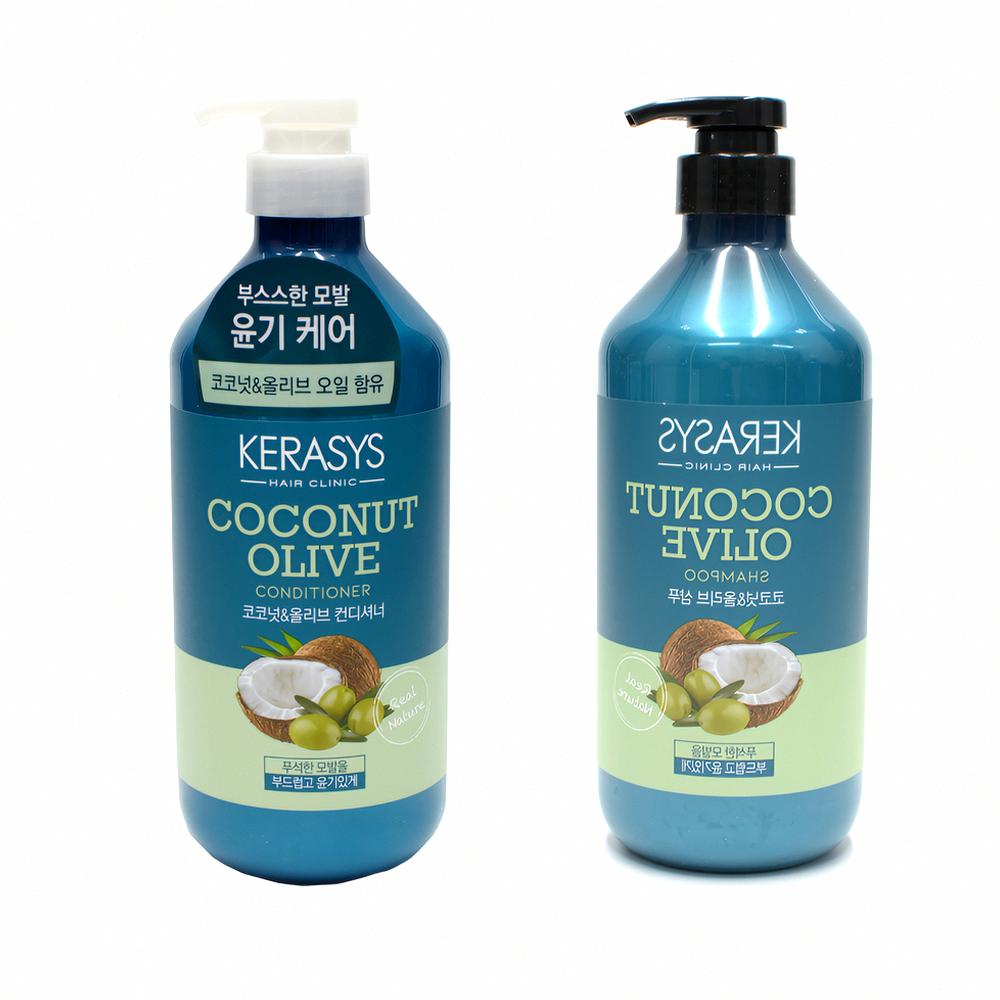 부스스한 모발
윤기 케어
코코넛&올리브 오일 함유
KERASYS
HAIR CLINIC
COCONUT
OLIVE
CONDITIONER
코코넛&올리브 컨디셔너
Real
Nature
푸석한 모발을
부드럽고 윤기있게
KERASYS
HAIR CLINIC
COCONUT
OLIVE
SHAMPOO
코코넛&올리브 샴푸
Real
Nature
푸석한 모발을
부드럽고 윤기있게